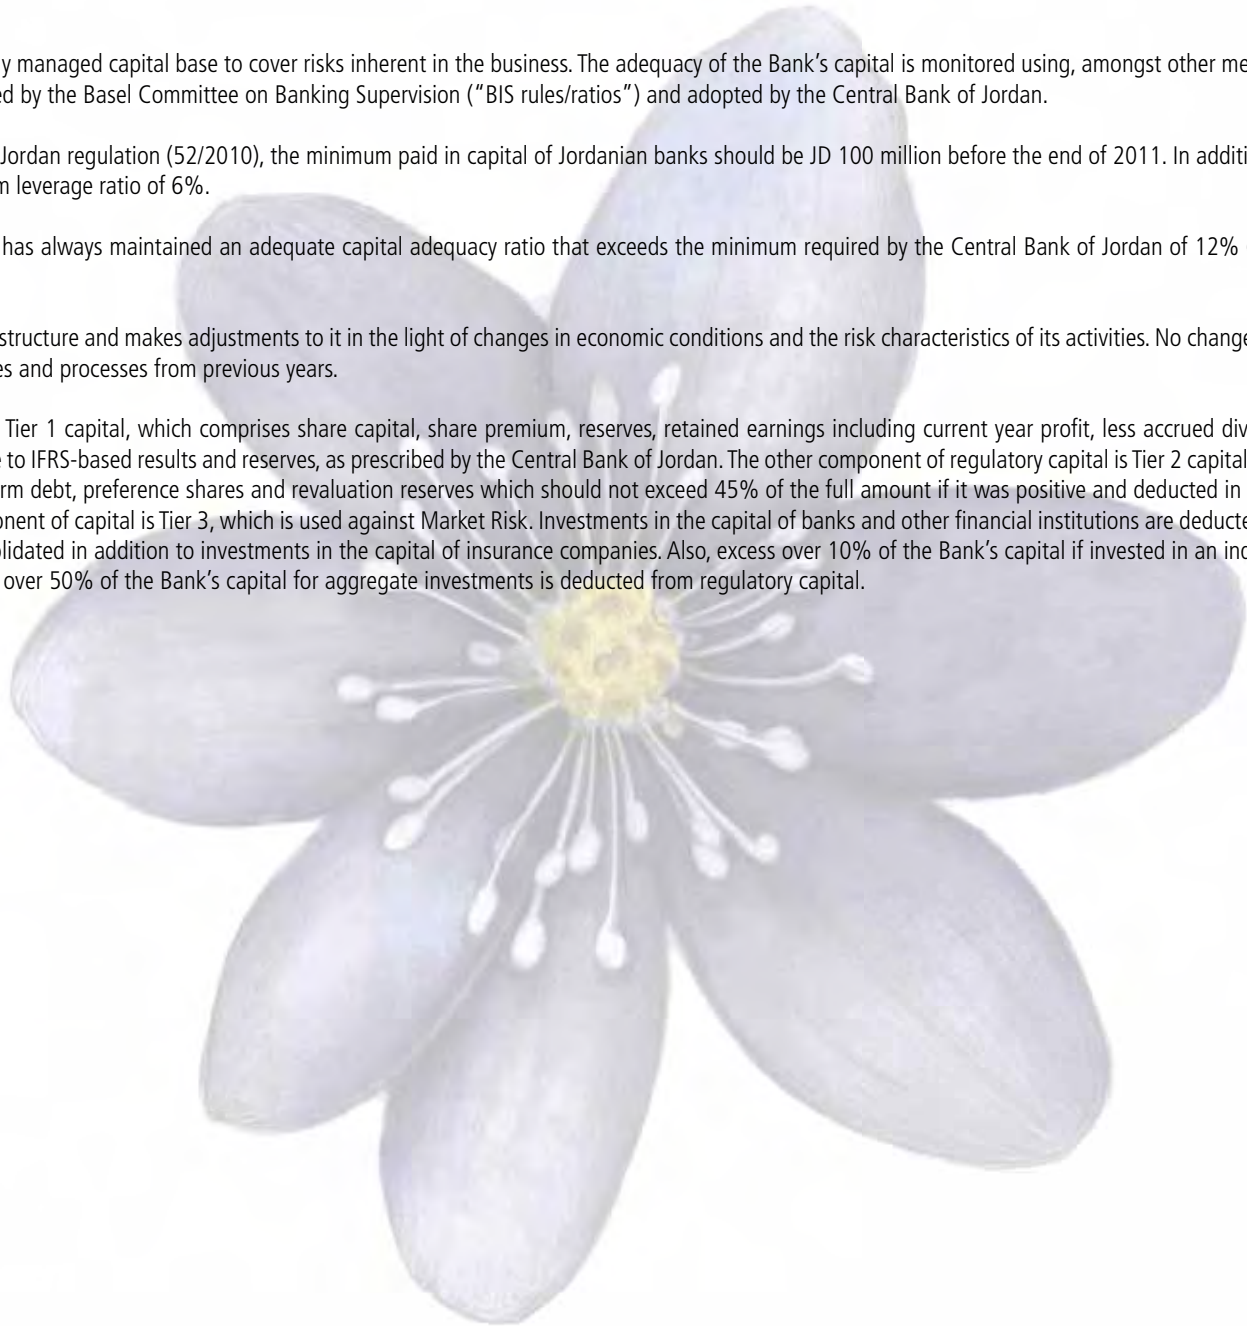 y managed capital base to cover risks inherent in the business. The adequacy of the Bank's capital is monitored using, amongst other me
ed by the Basel Committee on Banking Supervision ("BIS rules/ratios") and adopted by the Central Bank of Jordan.
Jordan regulation (52/2010), the minimum paid in capital of Jordanian banks should be JD 100 million before the end of 2011. In additi
m leverage ratio of 6%.
has always maintained an adequate capital adequacy ratio that exceeds the minimum required by the Central Bank of Jordan of 12%
structure and makes adjustments to it in the light of changes in economic conditions and the risk characteristics of its activities. No change
es and processes from previous years.
Tier 1 capital, which comprises share capital, share premium, reserves, retained earnings including current year profit, less accrued div
e to IFRS-based results and reserves, as prescribed by the Central Bank of Jordan. The other component of regulatory capital is Tier 2 capital
rm debt, preference shares and revaluation reserves which should not exceed 45% of the full amount if it was positive and deducted in
onent of capital is Tier 3, which is used against Market Risk. Investments in the capital of banks and other financial institutions are deducte
lidated in addition to investments in the capital of insurance companies. Also, excess over 10% of the Bank's capital if invested in an inc
over 50% of the Bank's capital for aggregate investments is deducted from regulatory capital.